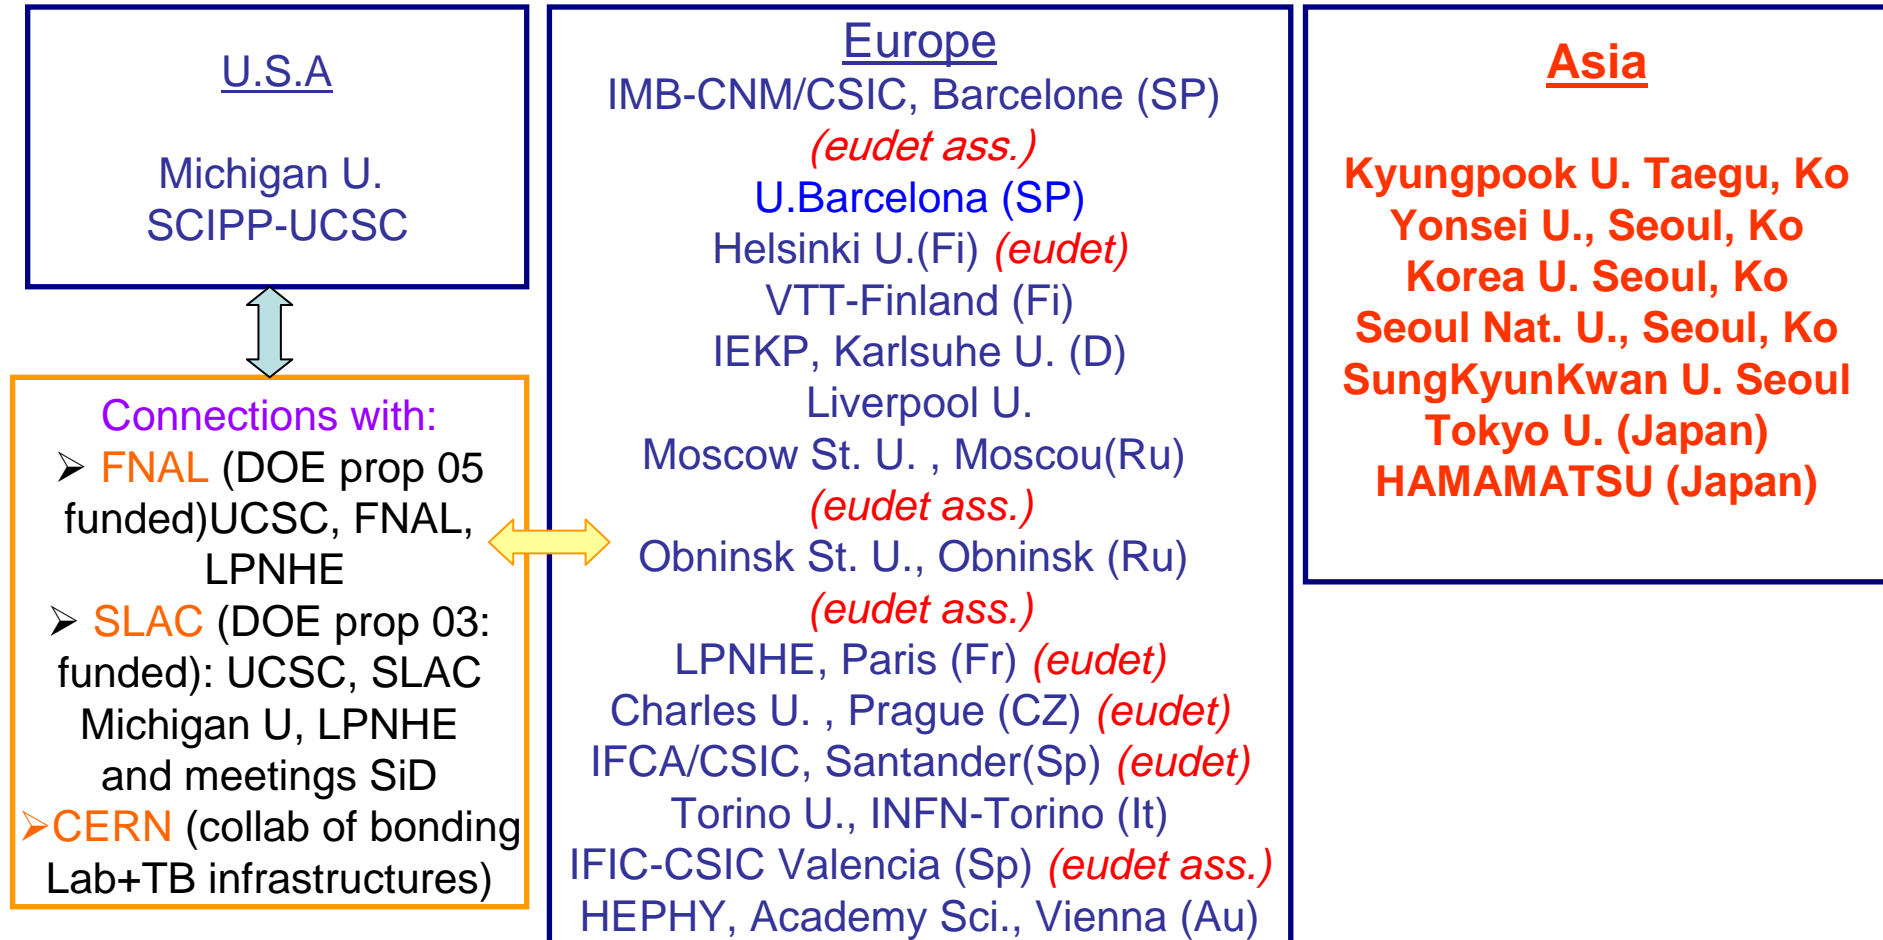 U.S.A
Michigan U.
SCIPP-UCSC
Connections with:
➢ FNAL (DOE prop 05
funded)UCSC, FNAL,
LPNHE
➢ SLAC (DOE prop 03:
funded): UCSC, SLAC
Michigan U, LPNHE
and meetings SiD
➢CERN (collab of bonding
Lab+TB infrastructures)
Europe
IMB-CNM/CSIC, Barcelone (SP)
(eudet ass.)
U.Barcelona (SP)
Helsinki U.(Fi) (eudet)
VTT-Finland (Fi)
IEKP, Karlsuhe U. (D)
Liverpool U.
Moscow St. U. , Moscou(Ru)
(eudet ass.)
Obninsk St. U., Obninsk (Ru)
(eudet ass.)
LPNHE, Paris (Fr) (eudet)
Charles U. , Prague (CZ) (eudet)
IFCA/CSIC, Santander(Sp) (eudet)
Torino U., INFN-Torino (It)
IFIC-CSIC Valencia (Sp) (eudet ass.)
HEPHY, Academy Sci., Vienna (Au)
Asia
Kyungpook U. Taegu, Ko
Yonsei U., Seoul, Ko
Korea U. Seoul, Ko
Seoul Nat. U., Seoul, Ko
SungKyunKwan U. Seoul
Tokyo U. (Japan)
HAMAMATSU (Japan)